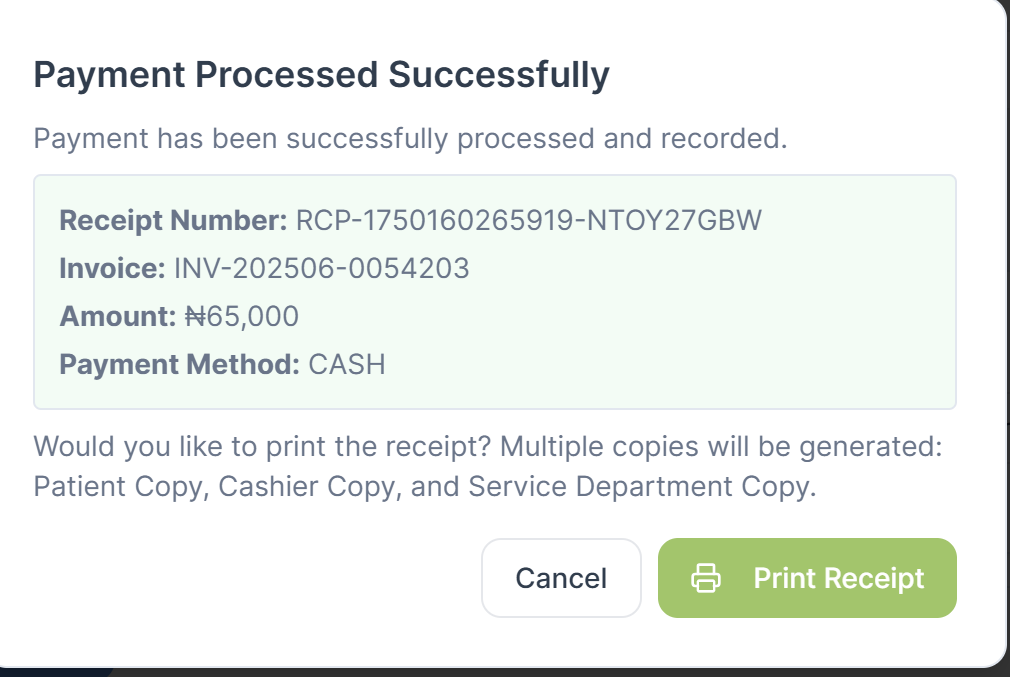 Payment Processed Successfully
Payment has been successfully processed and recorded.
Receipt Number: RCP-1750160265919-NTOY27GBW
Invoice: INV-202506-0054203
Amount: ₦65,000
Payment Method: CASH
Would you like to print the receipt? Multiple copies will be generated:
Patient Copy, Cashier Copy, and Service Department Copy.
Cancel
Print Receipt